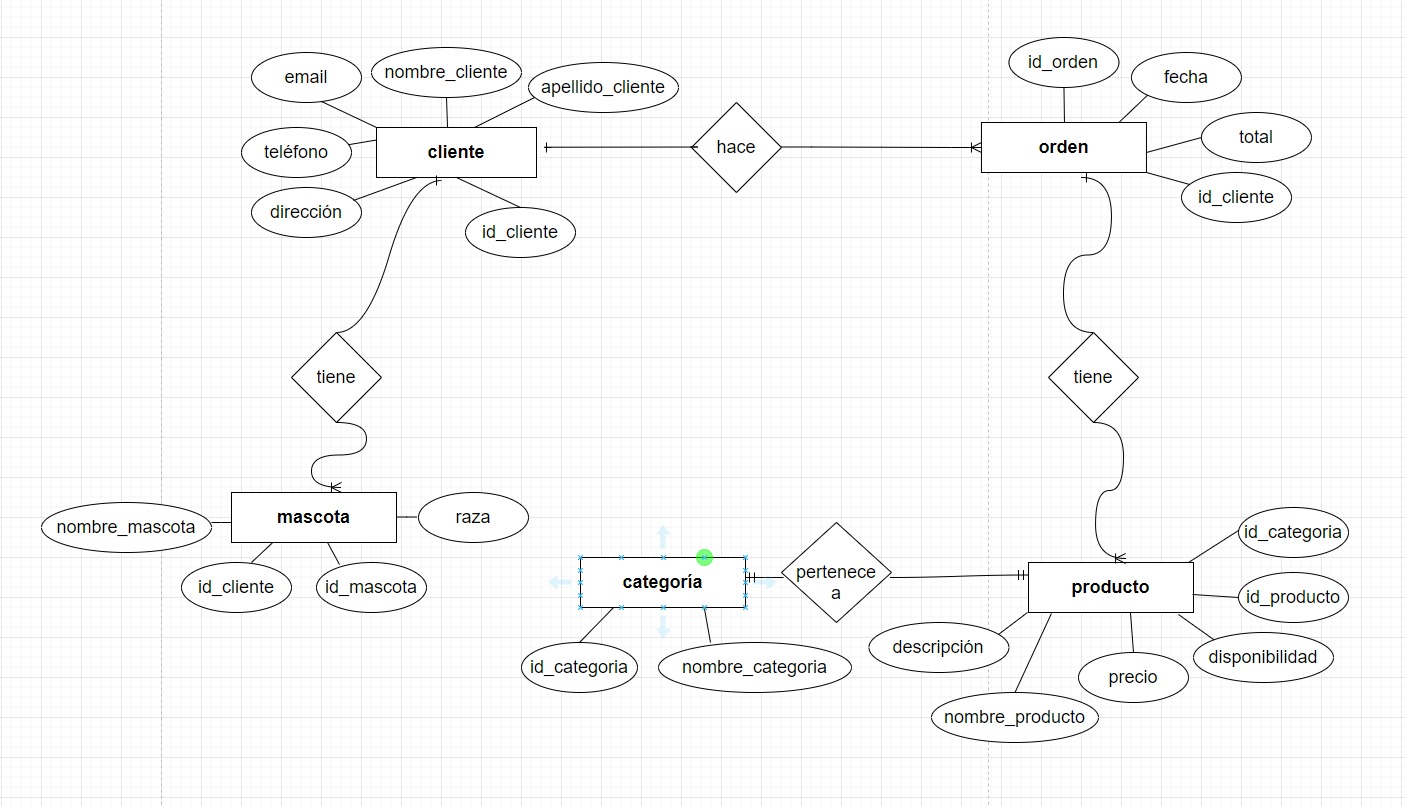 id_orden
nombre_cliente
email
fecha
apellido_cliente
total
teléfono
cliente
hace
orden
id_cliente
dirección
id_cliente
tiene
tiene
nombre_mascota
mascota
raza
id_categoria
id_cliente
id_mascota
categoría
pertenece
a
producto
id_producto
descripción
disponibilidad
id_categoria
nombre_categoria
precio
nombre_producto